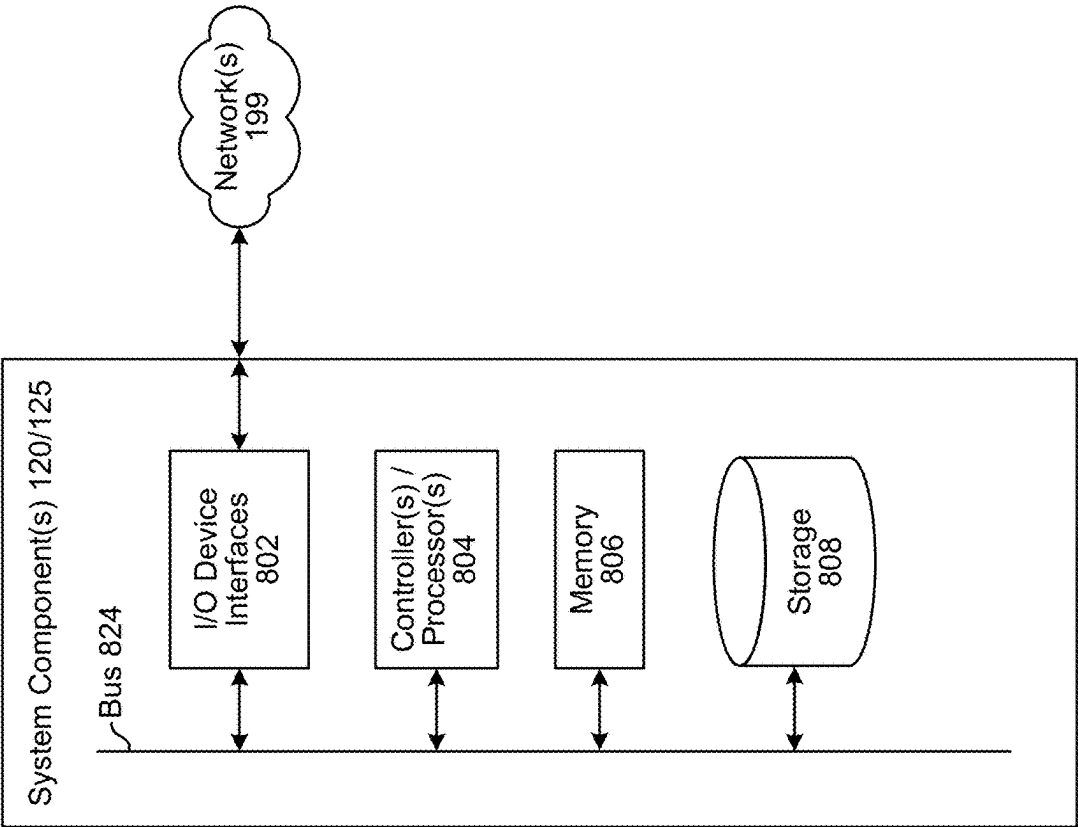 System Component(s) 120/125
Bus 824
I/O Device
Interfaces
802
Controller(s) /
Processor(s)
804
Memory
806
Storage
808
Network(s)
199